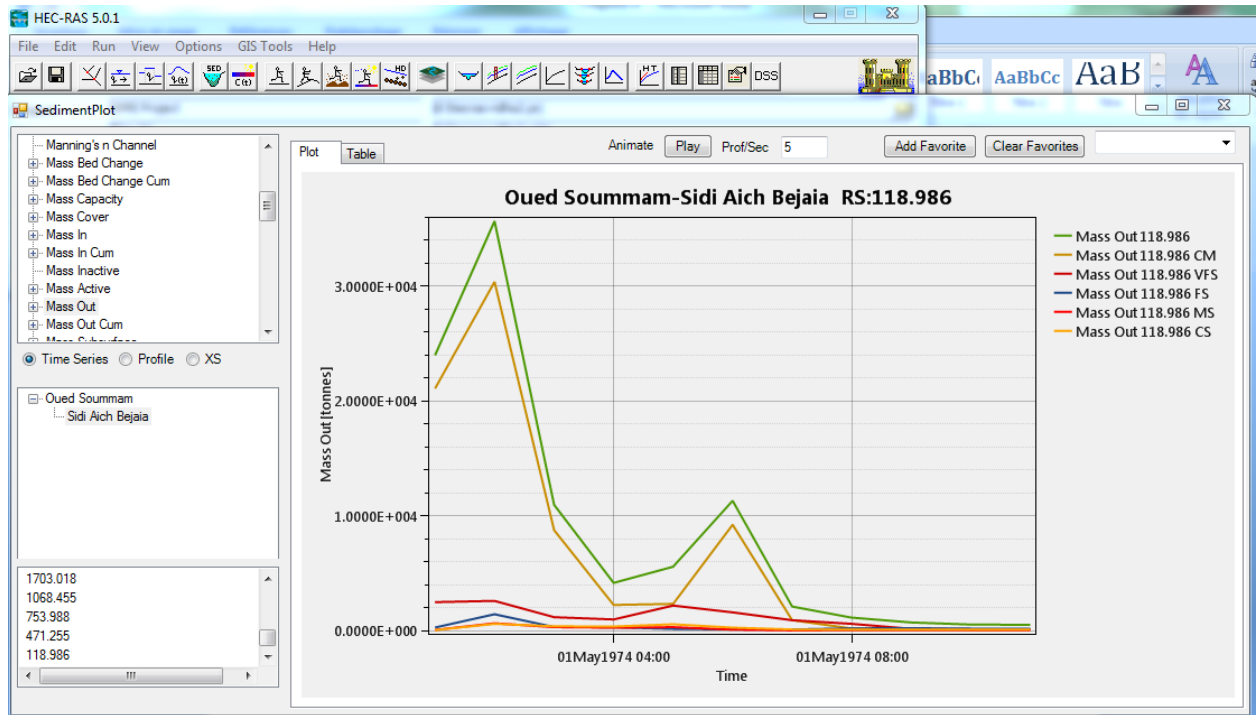 HEC-RAS 5.0.1
File Edit Run View Options GIS Tools Help
DSS
AaBbCc
AaB
SedimentPlot
Manning's n Channel
Mass Bed Change
Mass Bed Change Cum
Mass Capacity
Mass Cover
Mass In
Mass In Cum
Mass Inactive
Mass Active
Mass Out
Mass Out Cum
Time Series Profile XS
Oued Soummam
Sidi Aich Bejaia
1703.018
1068.455
753.988
471.255
118.986
Plot Table
Animate Play Prof/Sec 5 Add Favorite Clear Favorites
Oued Soummam-Sidi Aich Bejaia RS:118.986
Mass Out 118.986
Mass Out 118.986 CM
Mass Out 118.986 VFS
Mass Out 118.986 FS
Mass Out 118.986 MS
Mass Out 118.986 CS
Mass Out[tonnes]
3.0000E+004
2.0000E+004
1.0000E+004
0.0000E+000
01May1974 04:00 01May1974 08:00
Time